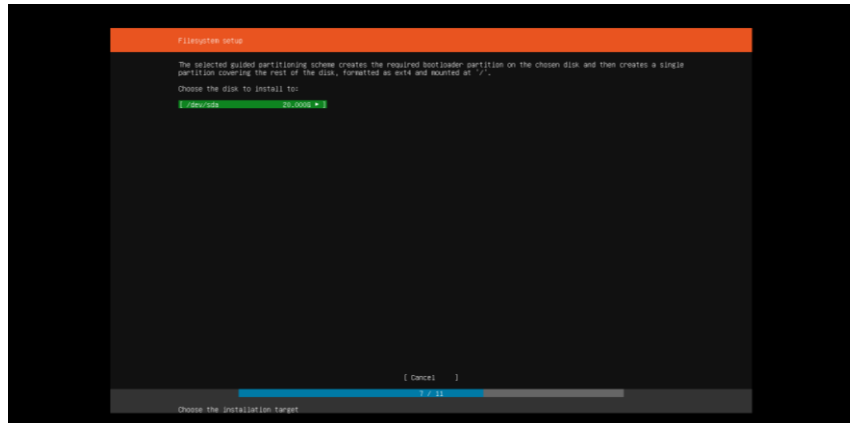 Filesystem setup
The selected guided partitioning scheme creates the required bootloader partition on the chosen disk and then creates a single
partition covering the rest of the disk, formatted as ext4 and mounted at '/'.
Choose the disk to install to:
[ /dev/sda 20.000G ► ]
[ Cancel ]
7 / 11
Choose the installation target